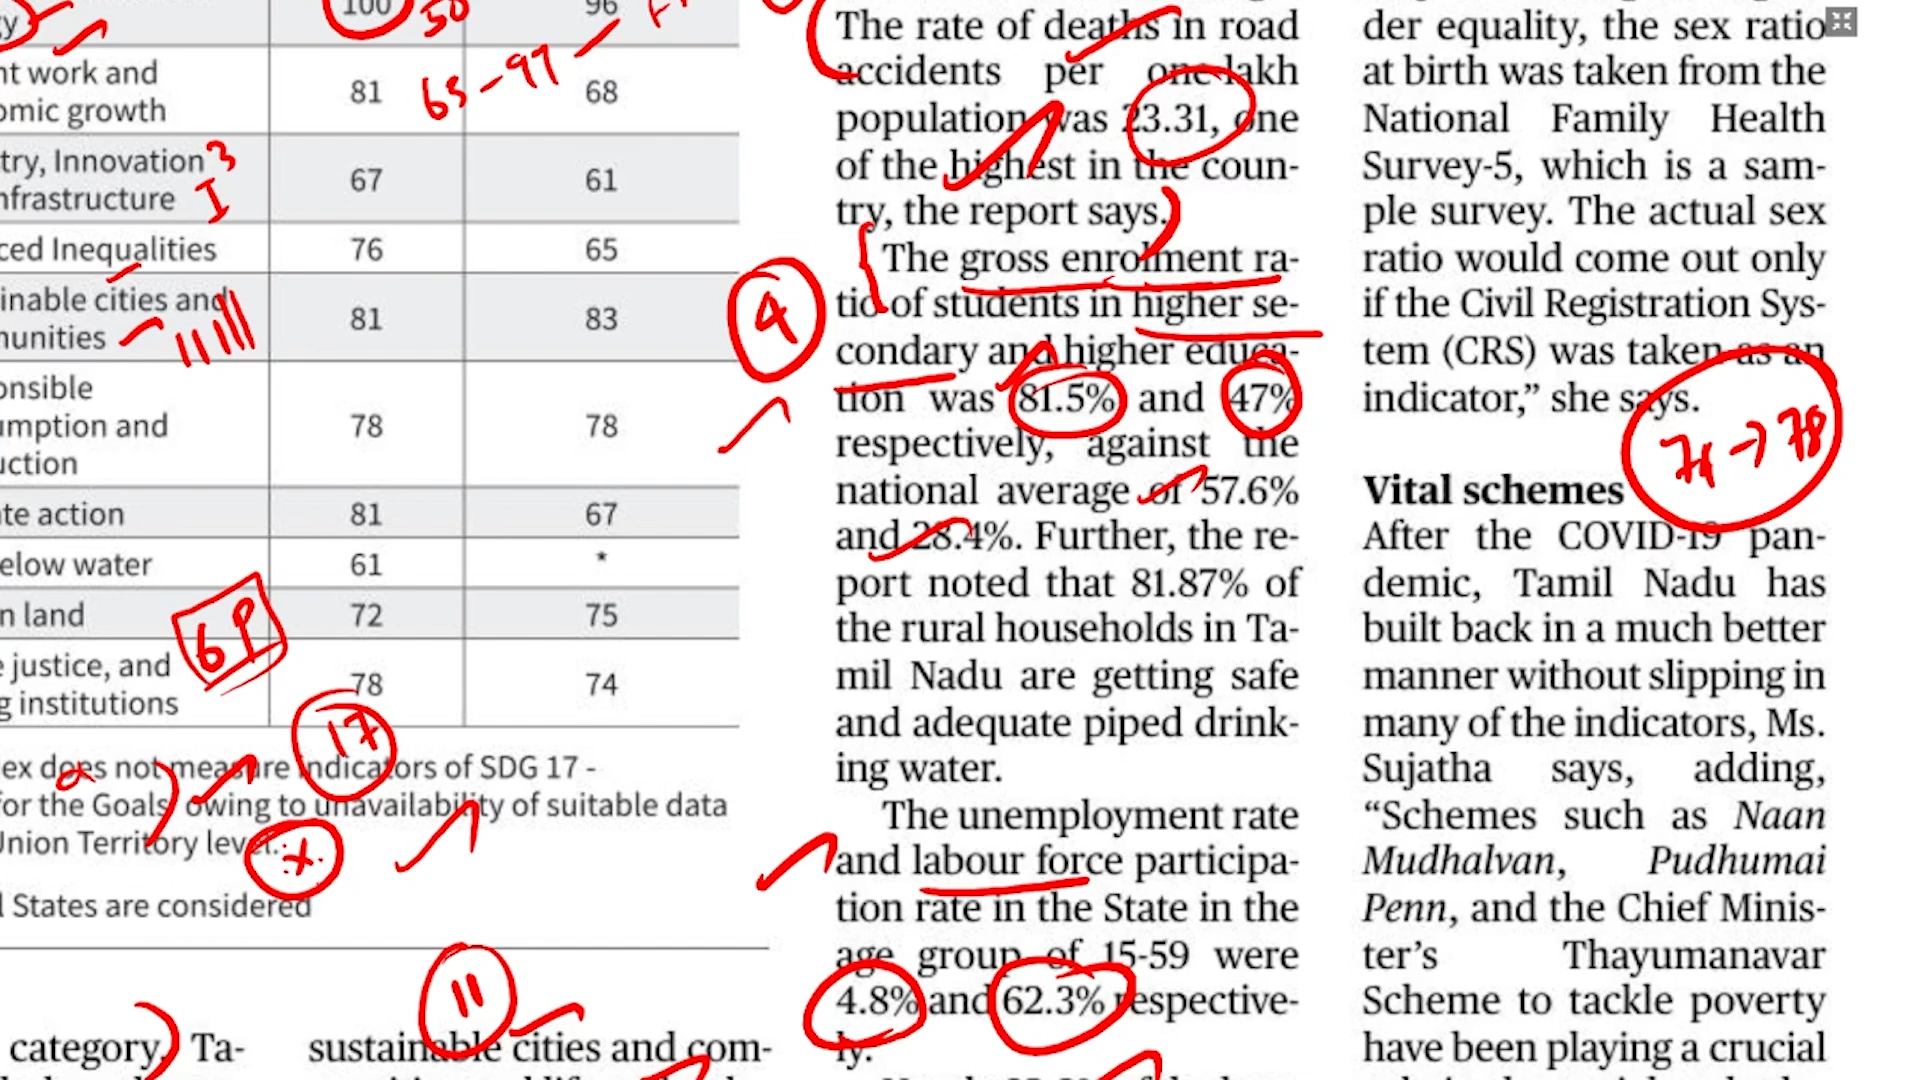 gy 100 50 96
65-99
nt work and
omic growth 81 68
try, Innovation 3
nfrastructure I 67 61
ced Inequalities 76 65
inable cities and
nunities 81 83
onsible
umption and 78 78
uction
ate action 81 67
elow water 61 *
n land 72 75
6P
e justice, and
g institutions 78 74
17
ex does not measure indicators of SDG 17 -
for the Goals, owing to unavailability of suitable data
Union Territory level.
l States are considered
11
category. Ta-
sustainable cities and com-
The rate of deaths in road
accidents per one lakh
population was 23.31, one
of the highest in the coun-
try, the report says.
The gross enrolment ra-
4
tio of students in higher se-
condary and higher educa-
tion was 81.5% and 47%
respectively, against the
national average of 57.6%
and 28.4%. Further, the re-
port noted that 81.87% of
the rural households in Ta-
mil Nadu are getting safe
and adequate piped drink-
ing water.
The unemployment rate
and labour force participa-
tion rate in the State in the
age group of 15-59 were
4.8% and 62.3% respective-
ly.
der equality, the sex ratio
at birth was taken from the
National Family Health
Survey-5, which is a sam-
ple survey. The actual sex
ratio would come out only
if the Civil Registration Sys-
tem (CRS) was taken as an
indicator,” she says.
74 → 78
Vital schemes
After the COVID-19 pan-
demic, Tamil Nadu has
built back in a much better
manner without slipping in
many of the indicators, Ms.
Sujatha says, adding,
“Schemes such as Naan
Mudhalvan, Pudhumai
Penn, and the Chief Minis-
ter’s Thayumanavar
Scheme to tackle poverty
have been playing a crucial